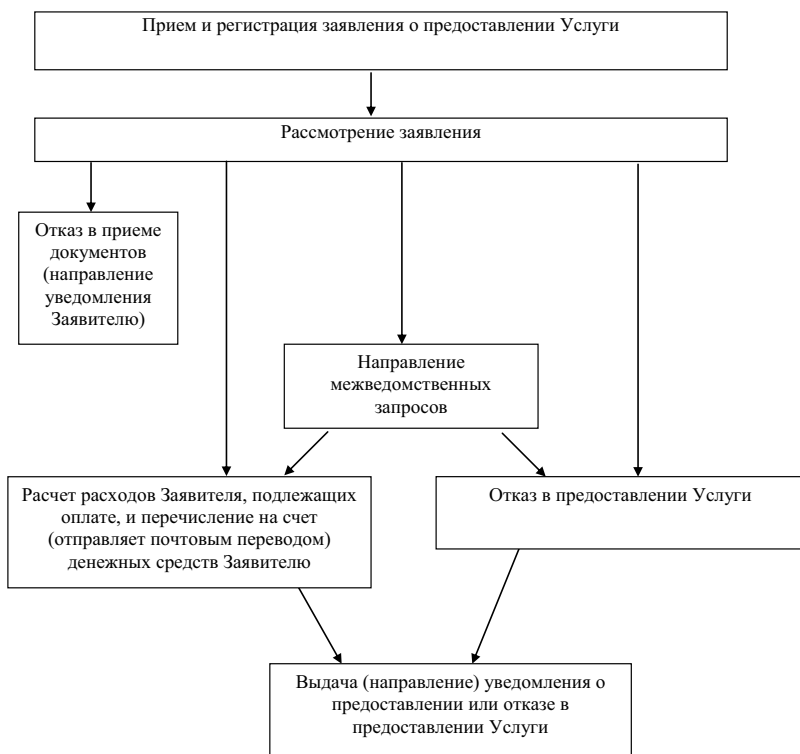 Прием и регистрация заявления о предоставлении Услуги
Рассмотрение заявления
Отказ в приеме
документов
(направление
уведомления
Заявителю)
Направление
межведомственных
запросов
Расчет расходов Заявителя, подлежащих
оплате, и перечисление на счет
(отправляет почтовым переводом)
денежных средств Заявителю
Отказ в предоставлении Услуги
Выдача (направление) уведомления о
предоставлении или отказе в
предоставлении Услуги